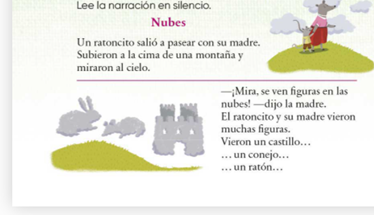 Lee la narración en silencio.
Nubes
Un ratoncito salió a pasear con su madre.
Subieron a la cima de una montaña y
miraron al cielo.
—¡Mira, se ven figuras en las
nubes! —dijo la madre.
El ratoncito y su madre vieron
muchas figuras.
Vieron un castillo...
... un conejo...
... un ratón...